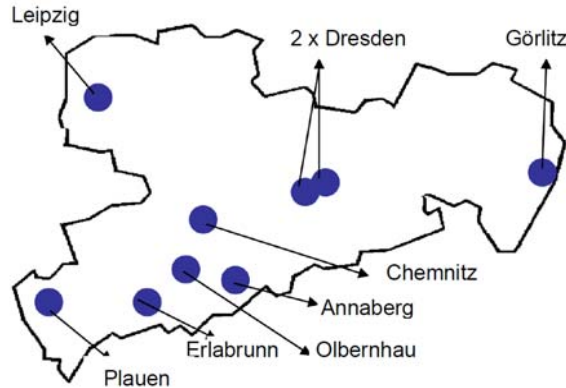 Leipzig
2 x Dresden
Görlitz
Chemnitz
Annaberg
Erlabrunn
Olbernhau
Plauen